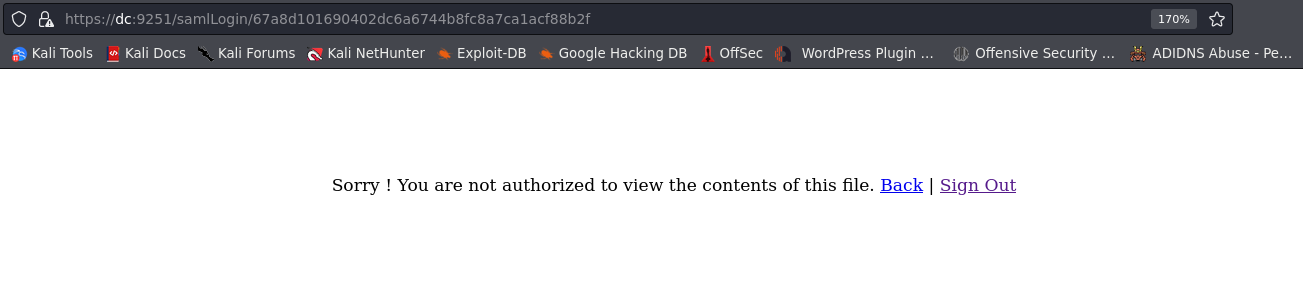 https://dc:9251/samlLogin/67a8d101690402dc6a6744b8fc8a7ca1acf88b2f 170%
Kali Tools Kali Docs Kali Forums Kali NetHunter Exploit-DB Google Hacking DB OffSec WordPress Plugin ... Offensive Security ... ADIDNS Abuse - Pe...
Sorry ! You are not authorized to view the contents of this file. Back | Sign Out